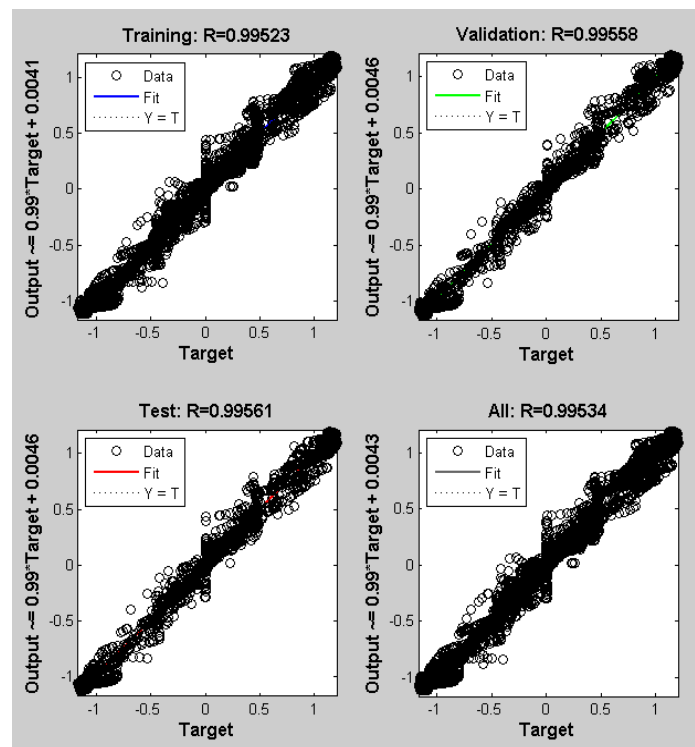 Training: R=0.99523
Output ~= 0.99*Target + 0.0041
1
0.5
0
-0.5
-1
Data
Fit
Y = T
-1 -0.5 0 0.5 1
Target
Validation: R=0.99558
Output ~= 0.99*Target + 0.0046
1
0.5
0
-0.5
-1
Data
Fit
Y = T
-1 -0.5 0 0.5 1
Target
Test: R=0.99561
Output ~= 0.99*Target + 0.0046
1
0.5
0
-0.5
-1
Data
Fit
Y = T
-1 -0.5 0 0.5 1
Target
All: R=0.99534
Output ~= 0.99*Target + 0.0043
1
0.5
0
-0.5
-1
Data
Fit
Y = T
-1 -0.5 0 0.5 1
Target